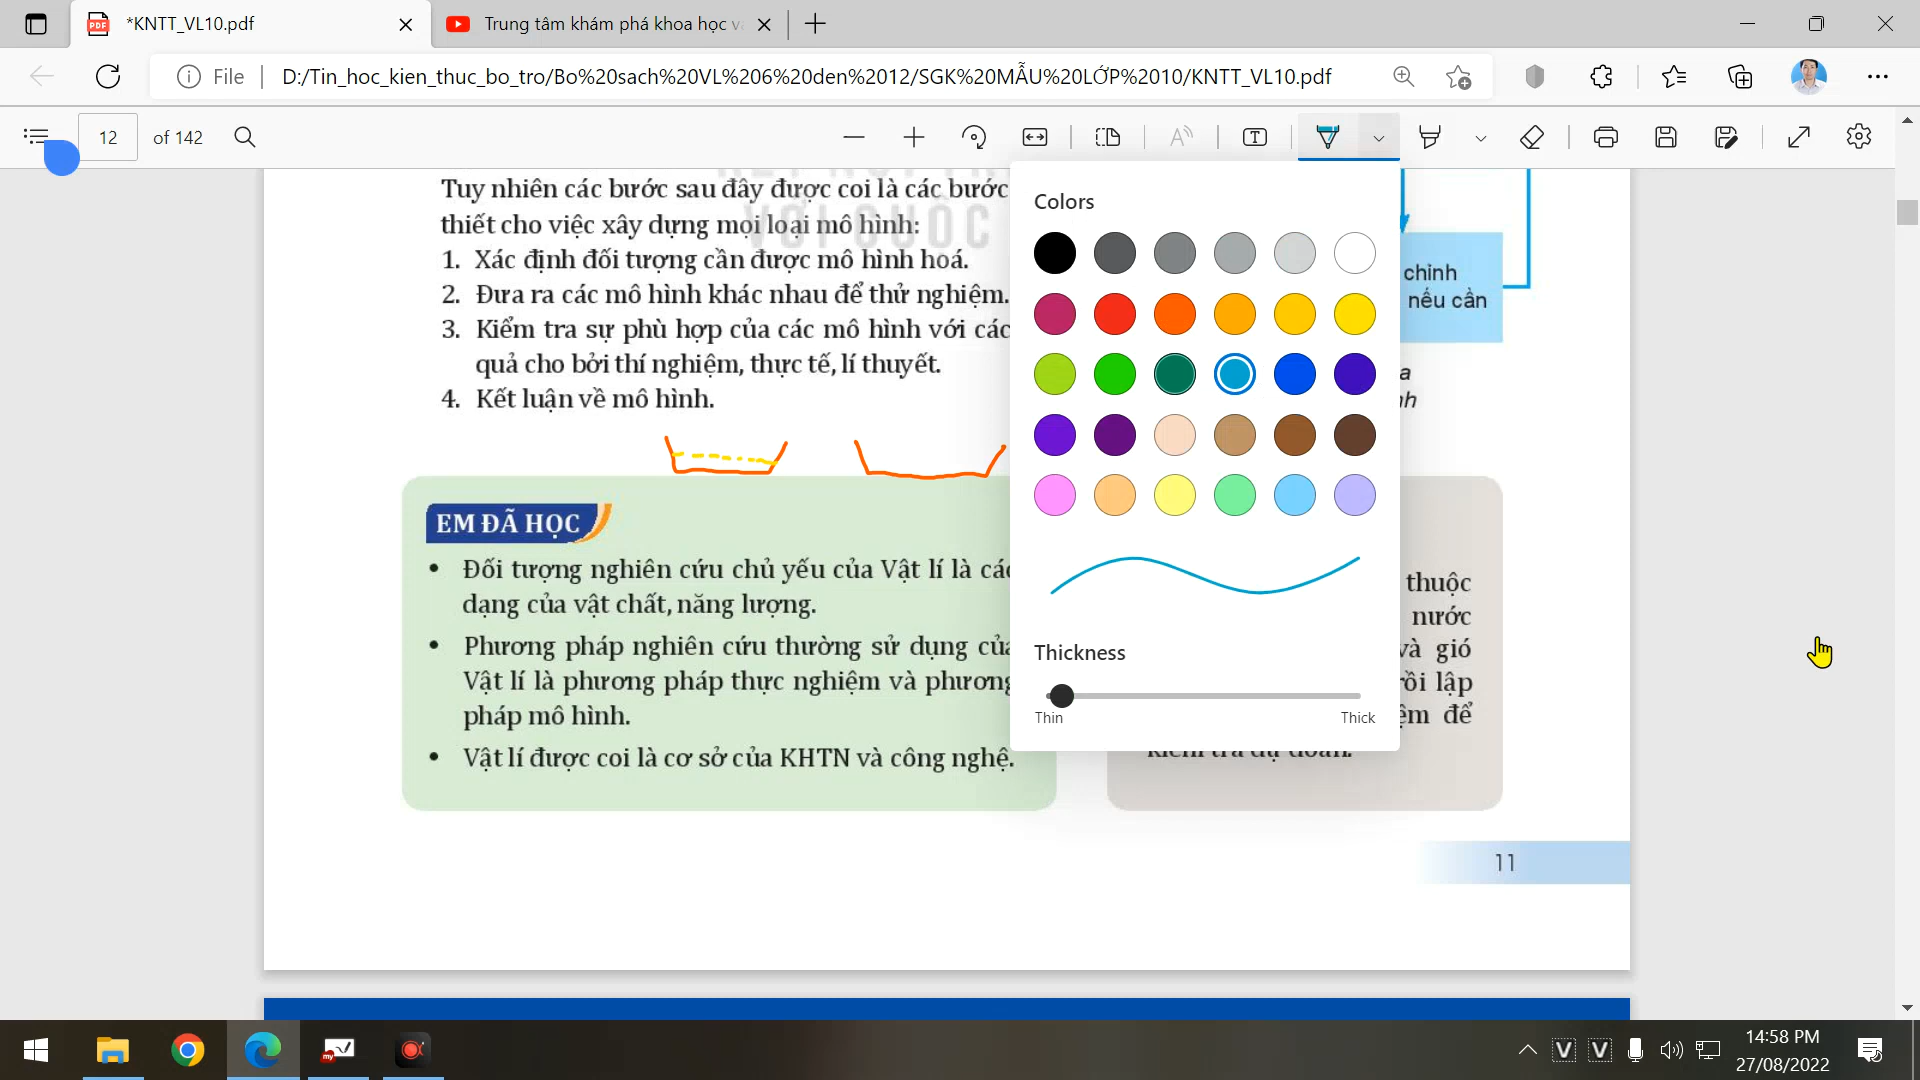 *KNTT_VL10.pdf
Trung tâm khám phá khoa học v
File
D:/Tin_hoc_kien_thuc_bo_tro/Bo%20sach%20VL%206%20den%2012/SGK%20MẪU%20LỚP%2010/KNTT_VL10.pdf
12 of 142
Tuy nhiên các bước sau đây được coi là các bước
thiết cho việc xây dựng mọi loại mô hình:
VỚI CUỘC
1. Xác định đối tượng cần được mô hình hoá.
2. Đưa ra các mô hình khác nhau để thử nghiệm.
3. Kiểm tra sự phù hợp của các mô hình với các
quả cho bởi thí nghiệm, thực tế, lí thuyết.
4. Kết luận về mô hình.
EM ĐÃ HỌC
• Đối tượng nghiên cứu chủ yếu của Vật lí là các
dạng của vật chất, năng lượng.
• Phương pháp nghiên cứu thường sử dụng của
Vật lí là phương pháp thực nghiệm và phương
pháp mô hình.
• Vật lí được coi là cơ sở của KHTN và công nghệ.
Colors
Thickness
Thin
Thick
chỉnh
nếu cần
thuộc
nước
và gió
rồi lập
để
kiểm tra dự đoán.
11
my
V
V
14:58 PM
27/08/2022